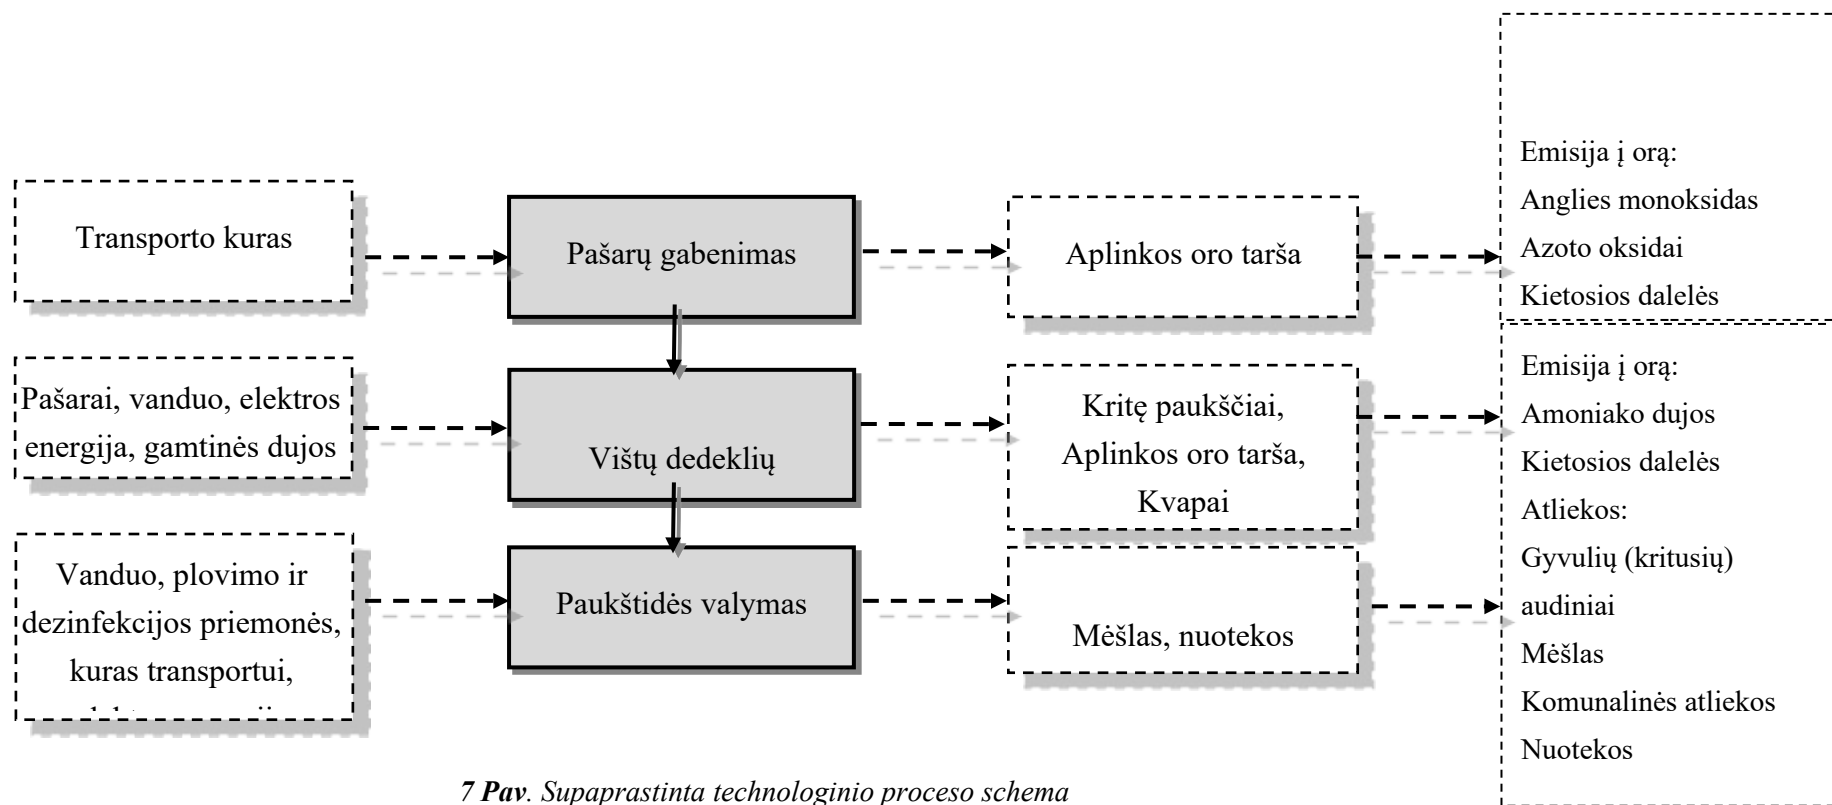 Transporto kuras
Pašarų gabenimas
Aplinkos oro tarša
Emisija į orą:
Anglies monoksidas
Azoto oksidai
Kietosios dalelės
Pašarai, vanduo, elektros
energija, gamtinės dujos
Vištų dedeklių
Kritę paukščiai,
Aplinkos oro tarša,
Kvapai
Emisija į orą:
Amoniako dujos
Kietosios dalelės
Atliekos:
Gyvulių (kritusių)
audiniai
Mėšlas
Komunalinės atliekos
Nuotekos
Vanduo, plovimo ir
dezinfekcijos priemonės,
kuras transportui,
Paukštidės valymas
Mėšlas, nuotekos
7 Pav. Supaprastinta technologinio proceso schema